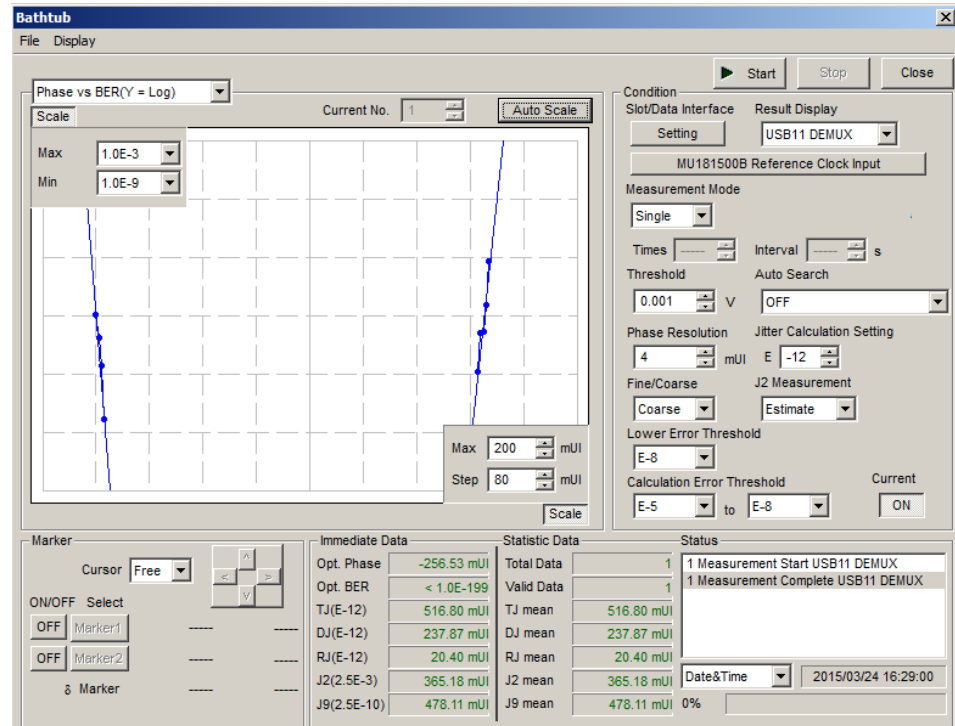 Bathtub
File Display
Start Stop Close
Phase vs BER(Y = Log)
Current No. 1 Auto Scale
Scale
Max 1.0E-3
Min 1.0E-9
Max 200 mUI
Step 80 mUI
Scale
Condition
Slot/Data Interface Result Display
Setting USB11 DEMUX
MU181500B Reference Clock Input
Measurement Mode
Single
Times ----- Interval ----- s
Threshold Auto Search
0.001 V OFF
Phase Resolution Jitter Calculation Setting
4 mUI E -12
Fine/Coarse J2 Measurement
Coarse Estimate
Lower Error Threshold
E-8
Calculation Error Threshold Current
E-5 to E-8 ON
Marker
Cursor Free
< ^ v >
ON/OFF Select
OFF Marker1 ----- -----
OFF Marker2 ----- -----
δ Marker ----- -----
Immediate Data
Opt. Phase -256.53 mUI
Opt. BER < 1.0E-199
TJ(E-12) 516.80 mUI
DJ(E-12) 237.87 mUI
RJ(E-12) 20.40 mUI
J2(2.5E-3) 365.18 mUI
J9(2.5E-10) 478.11 mUI
Statistic Data
Total Data 1
Valid Data 1
TJ mean 516.80 mUI
DJ mean 237.87 mUI
RJ mean 20.40 mUI
J2 mean 365.18 mUI
J9 mean 478.11 mUI
Status
1 Measurement Start USB11 DEMUX
1 Measurement Complete USB11 DEMUX
Date&Time 2015/03/24 16:29:00
0%